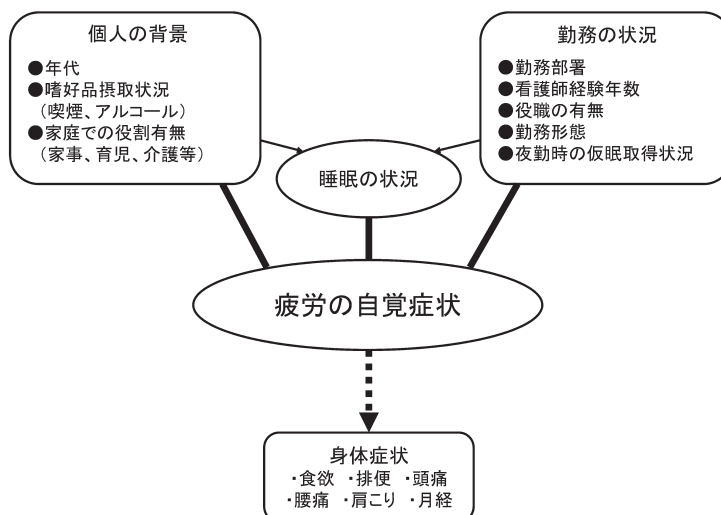 個人の背景
●年代
●嗜好品摂取状況
（喫煙、アルコール）
●家庭での役割有無
（家事、育児、介護等）
勤務の状況
●勤務部署
●看護師経験年数
●役職の有無
●勤務形態
●夜勤時の仮眠取得状況
睡眠の状況
疲労の自覚症状
身体症状
・食欲 ・排便 ・頭痛
・腰痛 ・肩こり ・月経